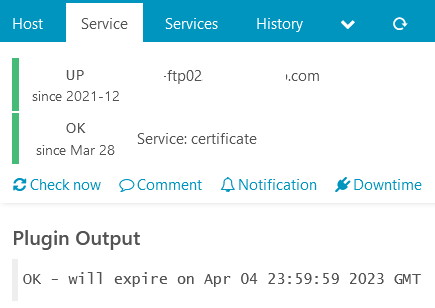 Host Service Services History
UP -ftp02 .com
since 2021-12
OK
Service: certificate
since Mar 28
Check now Comment Notification Downtime
Plugin Output
OK - will expire on Apr 04 23:59:59 2023 GMT